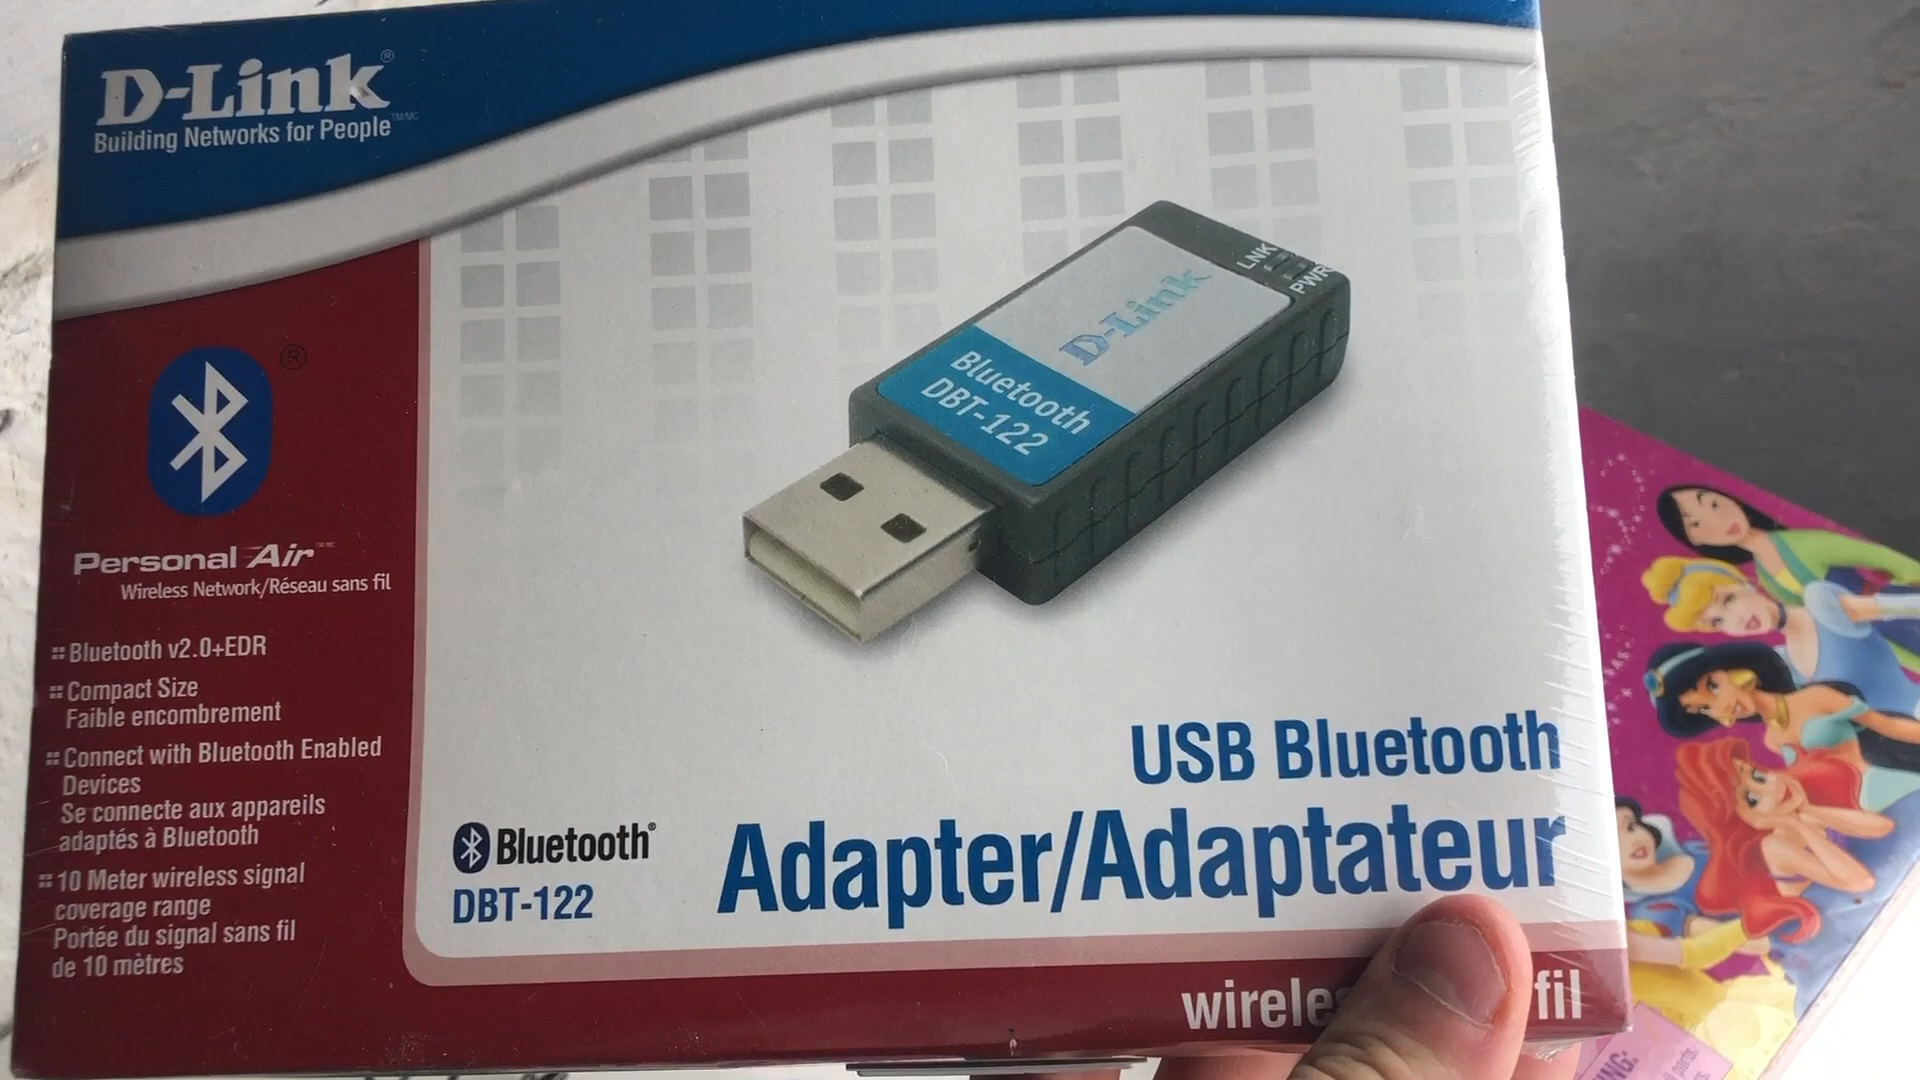 D-Link®
Building Networks for People
®
Personal Air
Wireless Network/Réseau sans fil
Bluetooth v2.0+EDR
Compact Size
Faible encombrement
Connect with Bluetooth Enabled
Devices
Se connecte aux appareils
adaptés à Bluetooth
10 Meter wireless signal
coverage range
Portée du signal sans fil
de 10 mètres
LNK
PWR
D-Link
Bluetooth
DBT-122
Bluetooth®
DBT-122
USB Bluetooth
Adapter/Adaptateur
fil